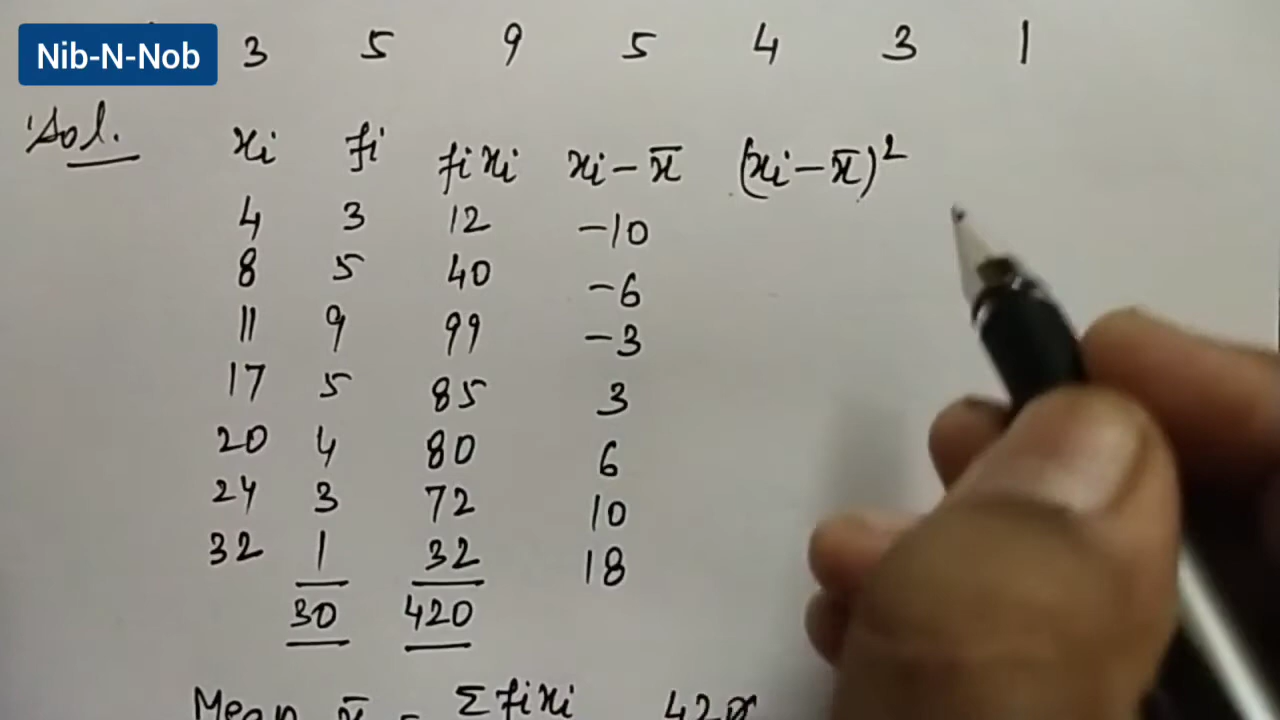 Nib-N-Nob
3 5 9 5 4 3 1
Sol. xi fi fixi xi-x̄ (xi-x̄)²
4 3 12 -10
8 5 40 -6
11 9 99 -3
17 5 85 3
20 4 80 6
24 3 72 10
32 1 32 18
30 420
Mean x̄ = Σfixi 420